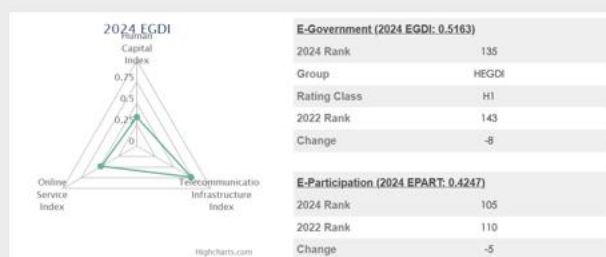 2024 EGDI
Human
Capital
Index
0.75
0.5
0.25
0
Online
Service
Index
Telecommunicatio
Infrastructure
Index
Highcharts.com
E-Government (2024 EGDI: 0.5163)
2024 Rank 135
Group HEGDI
Rating Class H1
2022 Rank 143
Change -8
E-Participation (2024 EPART: 0.4247)
2024 Rank 105
2022 Rank 110
Change -5